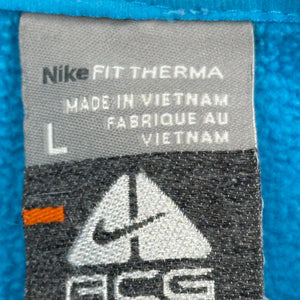 Nike FIT THERMA
MADE IN VIETNAM
FABRIQUE AU
VIETNAM
L
ACG